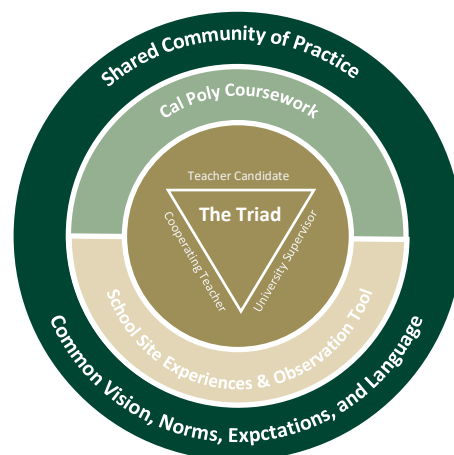 Shared Community of Practice
Cal Poly Coursework
Teacher Candidate
The Triad
Cooperating Teacher
University Supervisor
School Site Experiences & Observation Tool
Common Vision, Norms, Expctations, and Language